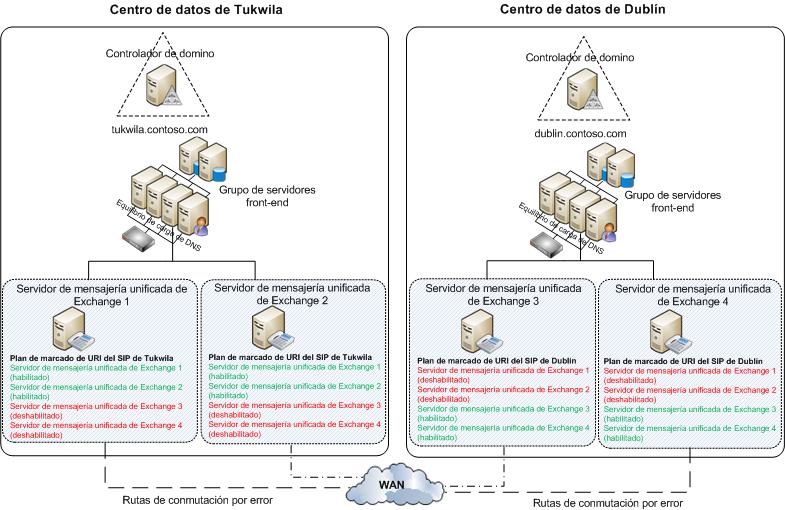 Centro de datos de Tukwila
Controlador de domino
tukwila.contoso.com
Grupo de servidores
front-end
Equilibrio de carga de DNS
Servidor de mensajería unificada de
Exchange 1
Plan de marcado de URI del SIP de Tukwila
Servidor de mensajería unificada de Exchange 1
(habilitado)
Servidor de mensajería unificada de Exchange 2
(habilitado)
Servidor de mensajería unificada de Exchange 3
(deshabilitado)
Servidor de mensajería unificada de Exchange 4
(deshabilitado)
Servidor de mensajería unificada
de Exchange 2
Plan de marcado de URI del SIP de Tukwila
Servidor de mensajería unificada de Exchange 1
(habilitado)
Servidor de mensajería unificada de Exchange 2
(habilitado)
Servidor de mensajería unificada de Exchange 3
(deshabilitado)
Servidor de mensajería unificada de Exchange 4
(deshabilitado)
Centro de datos de Dublín
Controlador de domino
dublin.contoso.com
Grupo de servidores
front-end
Equilibrio de carga de DNS
Servidor de mensajería unificada
de Exchange 3
Plan de marcado de URI del SIP de Dublin
Servidor de mensajería unificada de Exchange 1
(deshabilitado)
Servidor de mensajería unificada de Exchange 2
(deshabilitado)
Servidor de mensajería unificada de Exchange 3
(habilitado)
Servidor de mensajería unificada de Exchange 4
(habilitado)
Servidor de mensajería unificada
de Exchange 4
Plan de marcado de URI del SIP de Dublin
Servidor de mensajería unificada de Exchange 1
(deshabilitado)
Servidor de mensajería unificada de Exchange 2
(deshabilitado)
Servidor de mensajería unificada de Exchange 3
(habilitado)
Servidor de mensajería unificada de Exchange 4
(habilitado)
WAN
Rutas de conmutación por error
Rutas de conmutación por error